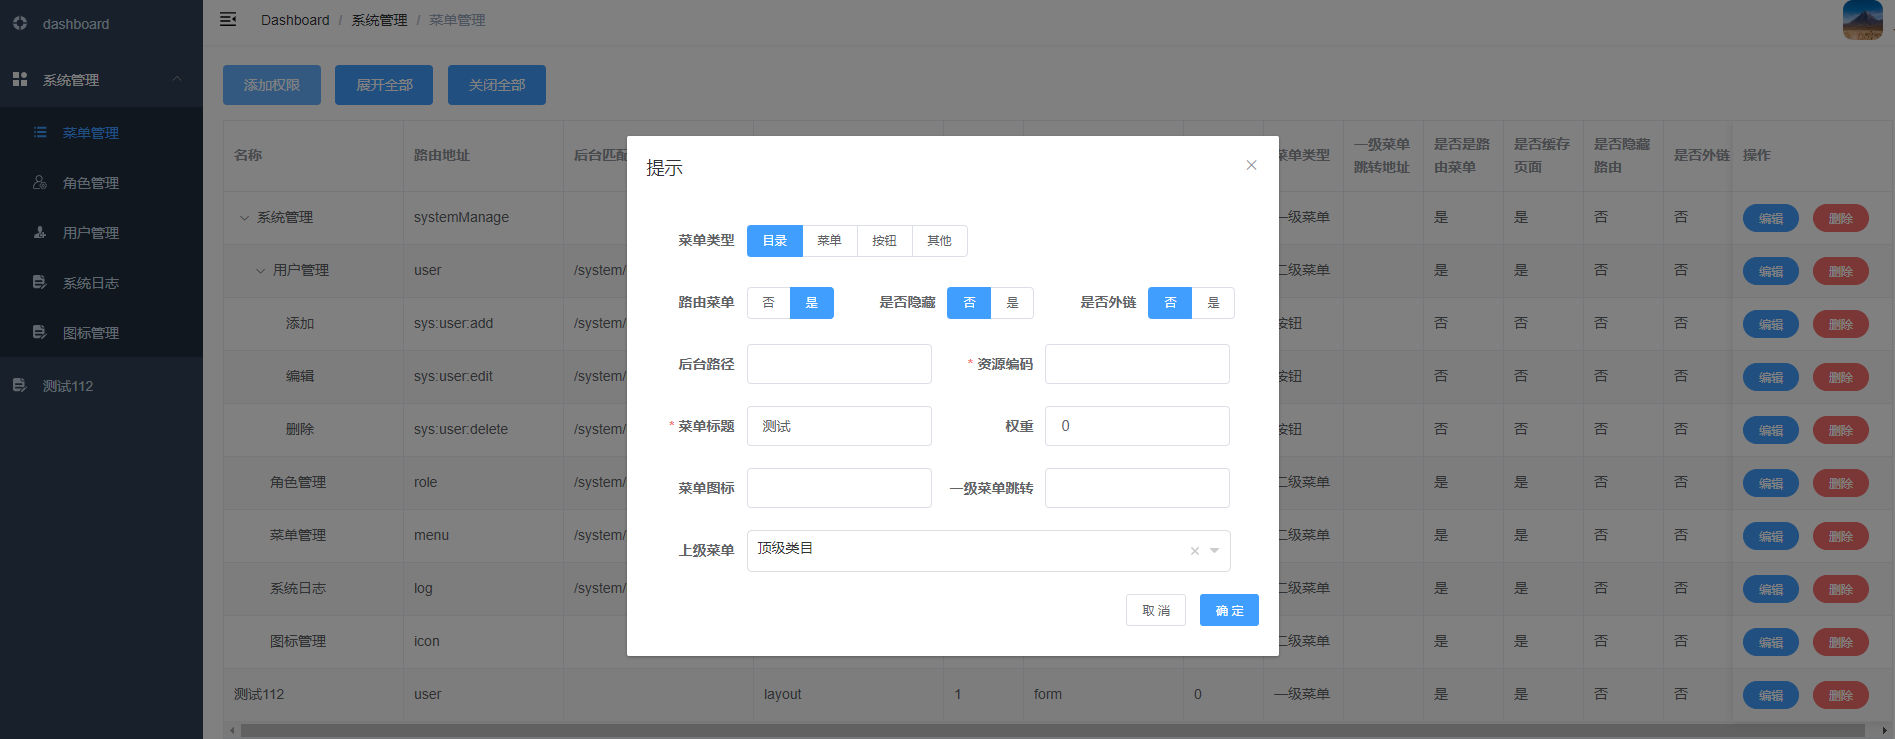 dashboard
系统管理
菜单管理
角色管理
用户管理
系统日志
图标管理
测试112
Dashboard / 系统管理 / 菜单管理
添加权限 展开全部 关闭全部
名称 路由地址 后台匹配 菜单类型 一级菜单跳转地址 是否是路由菜单 是否缓存页面 是否隐藏路由 是否外链 操作
系统管理 systemManage 一级菜单 是 是 否 否 编辑 删除
用户管理 user /system/ 二级菜单 是 是 否 否 编辑 删除
添加 sys:user:add /system/ 按钮 否 否 否 否 编辑 删除
编辑 sys:user:edit /system/ 按钮 否 否 否 否 编辑 删除
删除 sys:user:delete /system/ 按钮 否 否 否 否 编辑 删除
角色管理 role /system/ 二级菜单 是 是 否 否 编辑 删除
菜单管理 menu /system/ 二级菜单 是 是 否 否 编辑 删除
系统日志 log /system/ 二级菜单 是 是 否 否 编辑 删除
图标管理 icon 二级菜单 是 是 否 否 编辑 删除
测试112 user layout 1 form 0 一级菜单 是 是 否 否 编辑 删除
提示
菜单类型 目录 菜单 按钮 其他
路由菜单 否 是 是否隐藏 否 是 是否外链 否 是
后台路径 * 资源编码
* 菜单标题 测试 权重 0
菜单图标 一级菜单跳转
上级菜单 顶级类目
取 消 确 定